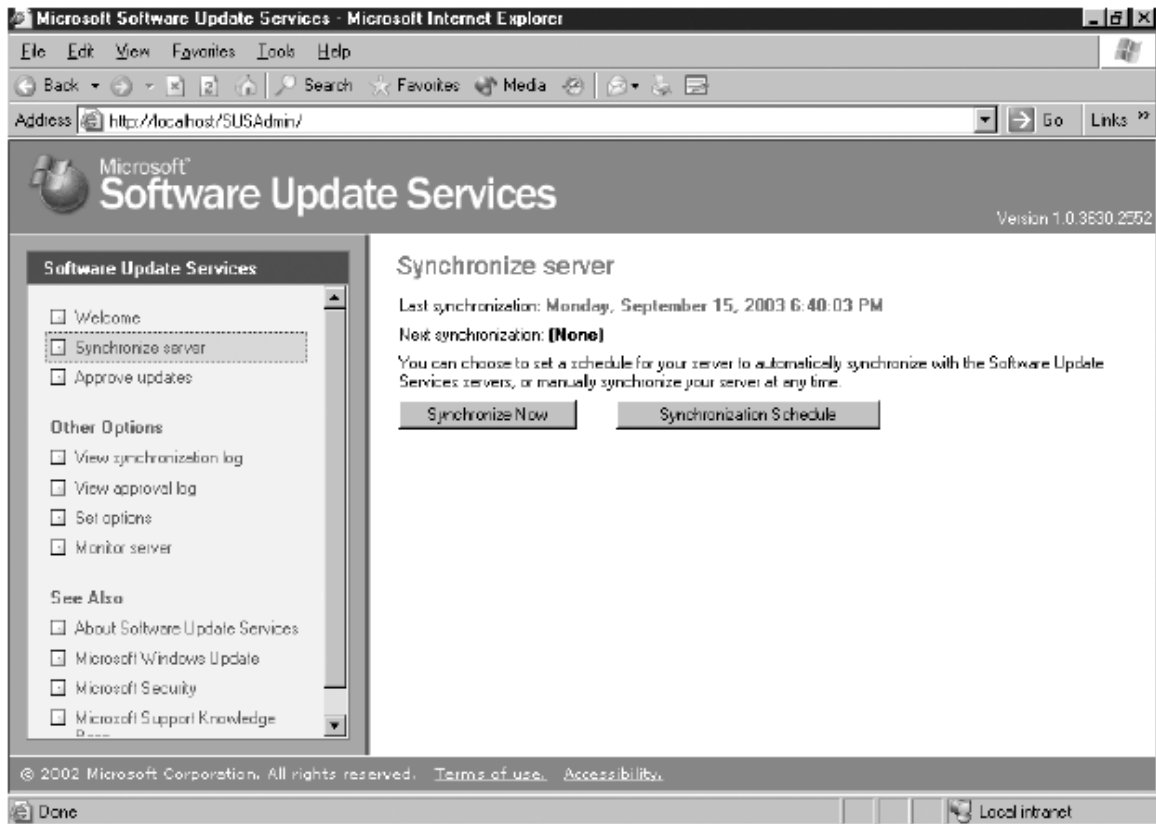 Microsoft Software Update Services - Microsoft Internet Explorer
File Edit View Favorites Tools Help
Back Search Favorites Media
Address http://localhost/SUSAdmin/ Go Links »
Microsoft™
Software Update Services
Version 1.0.3630.2552
Software Update Services
Welcome
Synchronize server
Approve updates
Other Options
View synchronization log
View approval log
Set options
Monitor server
See Also
About Software Update Services
Microsoft Windows Update
Microsoft Security
Microsoft Support Knowledge
Synchronize server
Last synchronization: Monday, September 15, 2003 6:40:03 PM
Next synchronization: (None)
You can choose to set a schedule for your server to automatically synchronize with the Software Update
Services servers, or manually synchronize your server at any time.
Synchronize Now Synchronization Schedule
© 2002 Microsoft Corporation. All rights reserved. Terms of use. Accessibility.
Done Local intranet